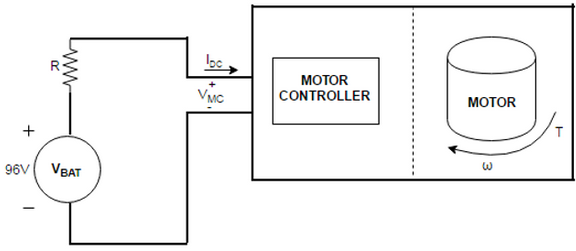 R
I_DC
+
V_MC
-
MOTOR
CONTROLLER
MOTOR
T
ω
+
96V
V_BAT
−